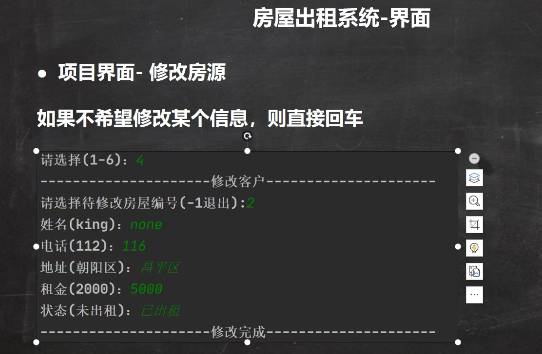 房屋出租系统-界面
● 项目界面- 修改房源
如果不希望修改某个信息，则直接回车
请选择(1-6): 4
---------------------修改客户---------------------
请选择待修改房屋编号(-1退出):2
姓名(king): none
电话(112): 116
地址(朝阳区): 昌平区
租金(2000): 5000
状态(未出租): 已出租
---------------------修改完成---------------------